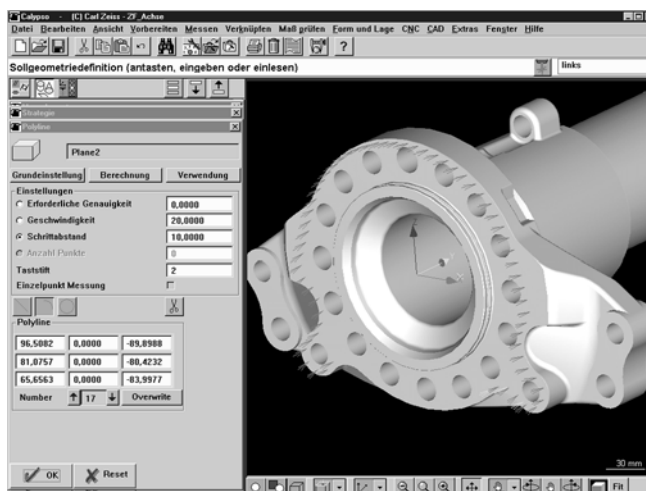 Calypso - [C] Carl Zeiss - ZF_Achse
Datei Bearbeiten Ansicht Vorbereiten Messen Verknüpfen Maß prüfen Form und Lage CNC CAD Extras Fenster Hilfe
Sollgeometriedefinition (antasten, eingeben oder einlesen)
links
Strategie
Polyline
Plane2
Grundeinstellung Berechnung Verwendung
Einstellungen
Erforderliche Genauigkeit 0,0000
Geschwindigkeit 20,0000
Schrittabstand 10,0000
Anzahl Punkte 0
Taststift 2
Einzelpunkt Messung
Polyline
96,5082 0,0000 -89,8988
81,0757 0,0000 -80,4232
65,6563 0,0000 -83,9977
Number 17 Overwrite
OK Reset
30 mm
Fit